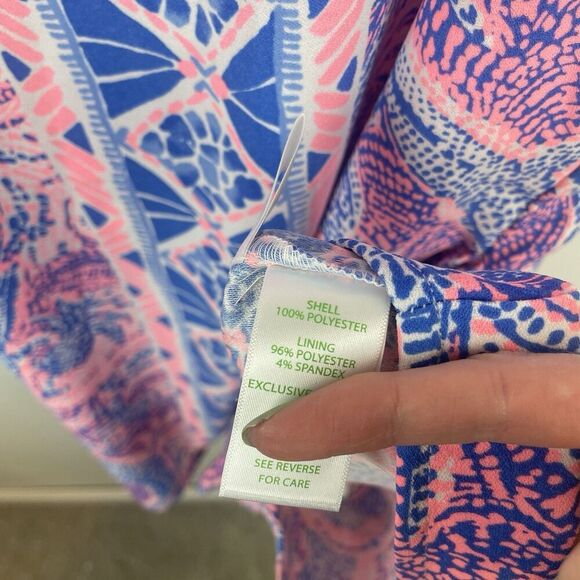 SHELL
100% POLYESTER
LINING
96% POLYESTER
4% SPANDEX
EXCLUSIVE
SEE REVERSE
FOR CARE